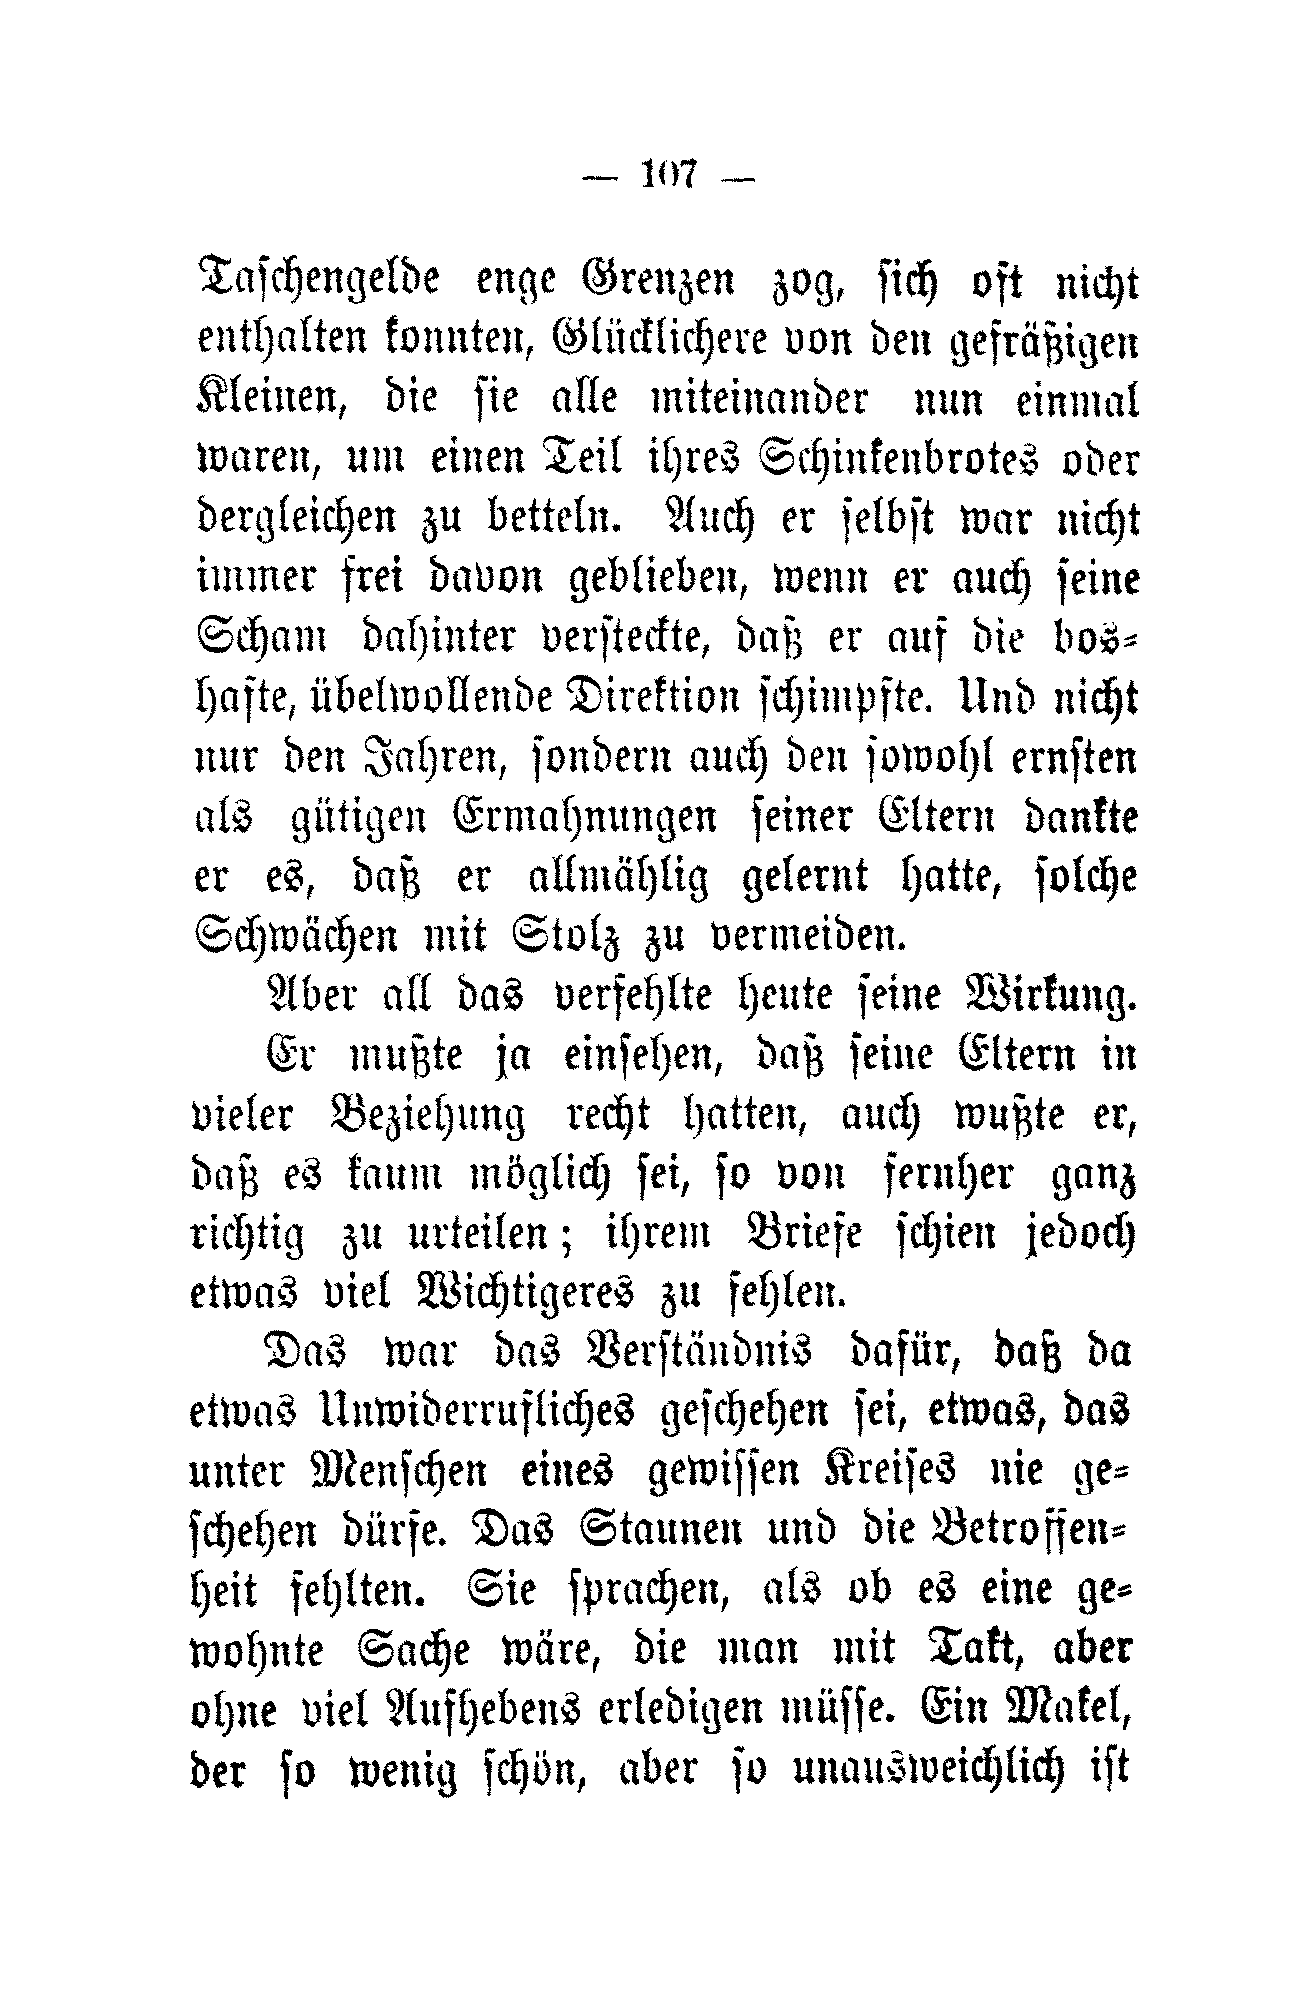 — 107 —
Taschengelde enge Grenzen zog, sich oft nicht
enthalten konnten, Glücklichere von den gefräßigen
Kleinen, die sie alle miteinander nun einmal
waren, um einen Teil ihres Schinkenbrotes oder
dergleichen zu betteln. Auch er selbst war nicht
immer frei davon geblieben, wenn er auch seine
Scham dahinter versteckte, daß er auf die bos-
hafte, übelwollende Direktion schimpfte. Und nicht
nur den Jahren, sondern auch den sowohl ernsten
als gütigen Ermahnungen seiner Eltern dankte
er es, daß er allmählig gelernt hatte, solche
Schwächen mit Stolz zu vermeiden.
Aber all das verfehlte heute seine Wirkung.
Er mußte ja einsehen, daß seine Eltern in
vieler Beziehung recht hatten, auch wußte er,
daß es kaum möglich sei, so von fernher ganz
richtig zu urteilen; ihrem Briefe schien jedoch
etwas viel Wichtigeres zu fehlen.
Das war das Verständnis dafür, daß da
etwas Unwiderrufliches geschehen sei, etwas, das
unter Menschen eines gewissen Kreises nie ge-
schehen dürfe. Das Staunen und die Betroffen-
heit fehlten. Sie sprachen, als ob es eine ge-
wohnte Sache wäre, die man mit Takt, aber
ohne viel Aufhebens erledigen müsse. Ein Makel,
der so wenig schön, aber so unausweichlich ist